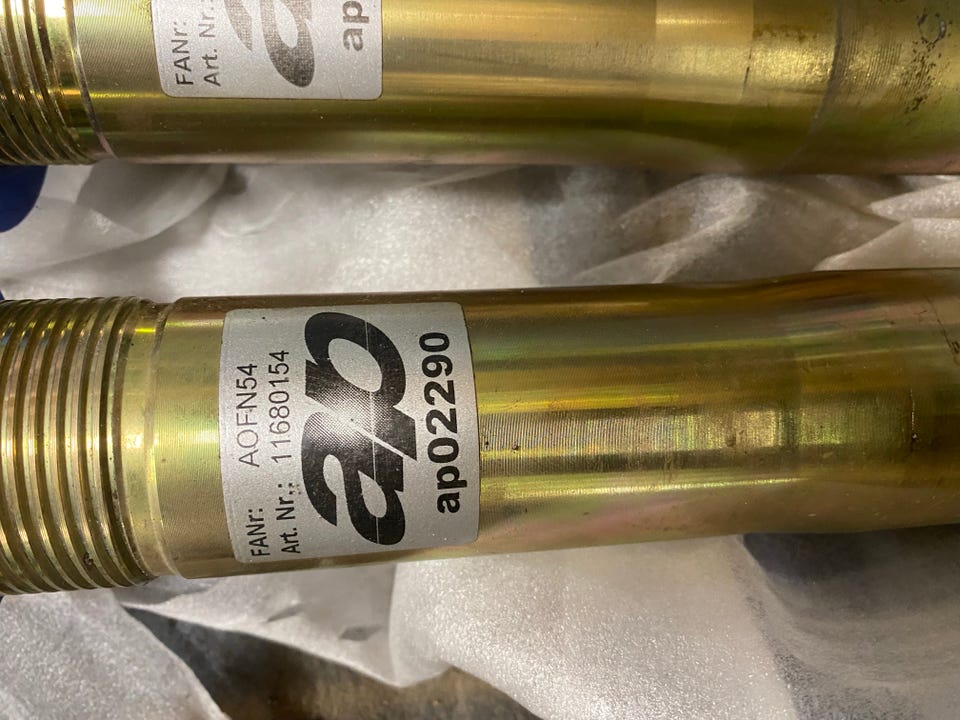 FANr:
Art. Nr.:
ap
FANr: AOFN54
Art. Nr.: 11680154
ap
ap02290